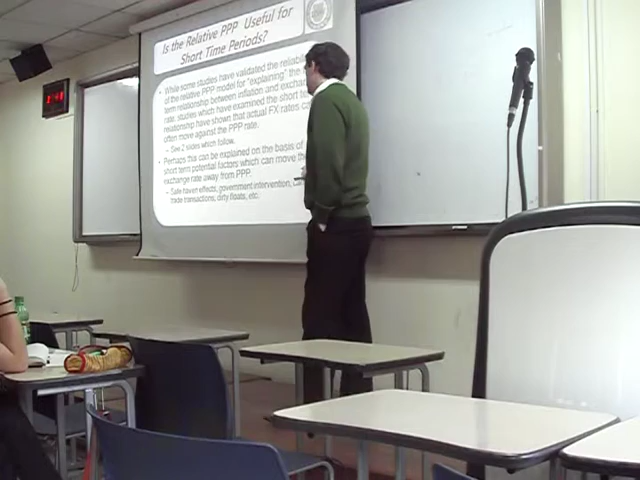 Is the Relative PPP Useful for
Short Time Periods?
While some studies have validated the
of the relative PPP model for "explaining" the
term relationship between inflation and
rate, studies which have examined the short
relationship have shown that actual FX rates
often move against the PPP rate.
– See 2 slides which follow.
Perhaps this can be explained on the basis of
short term potential factors which can move the
exchange rate away from PPP.
– Safe haven effects, government intervention,
trade transactions, dirty floats, etc.